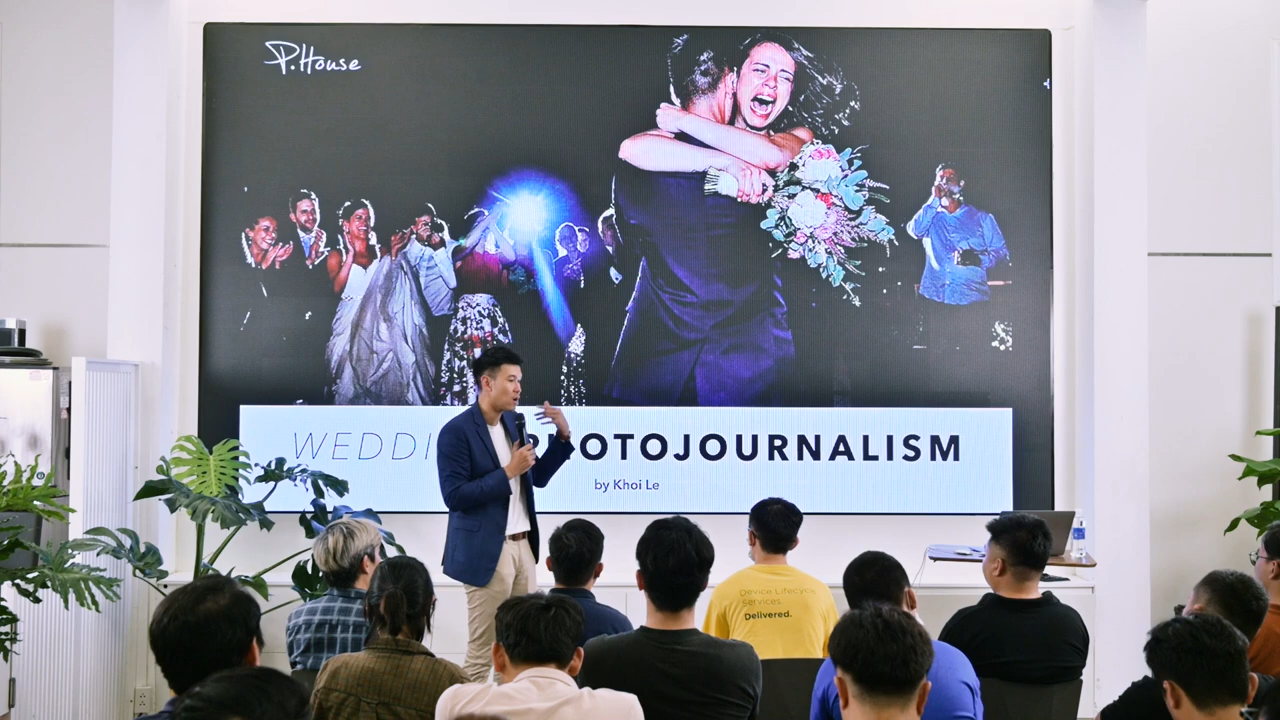 P.House
WEDDI PHOTOJOURNALISM
by Khoi Le
Device Lifecycle
Services.
Delivered.